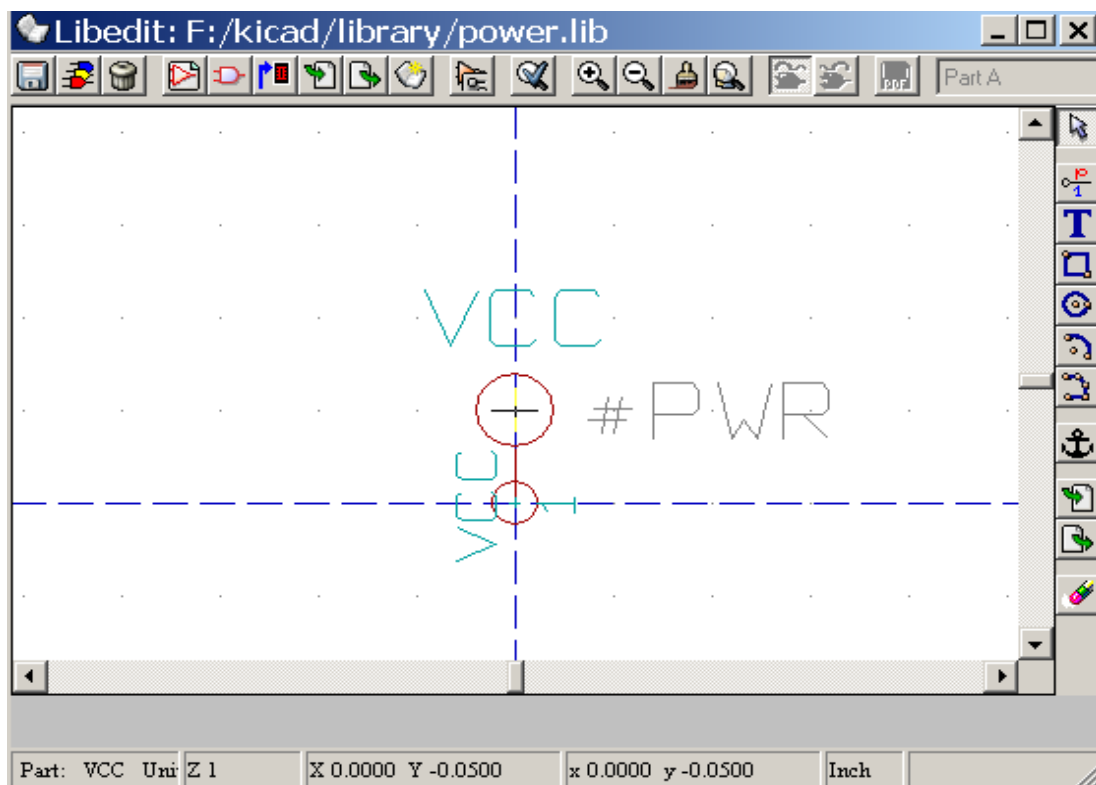 Libedit: F:/kicad/library/power.lib
Part A
VCC
#PWR
VCC
1
Part: VCC Uni
Z 1
X 0.0000 Y -0.0500
x 0.0000 y -0.0500
Inch